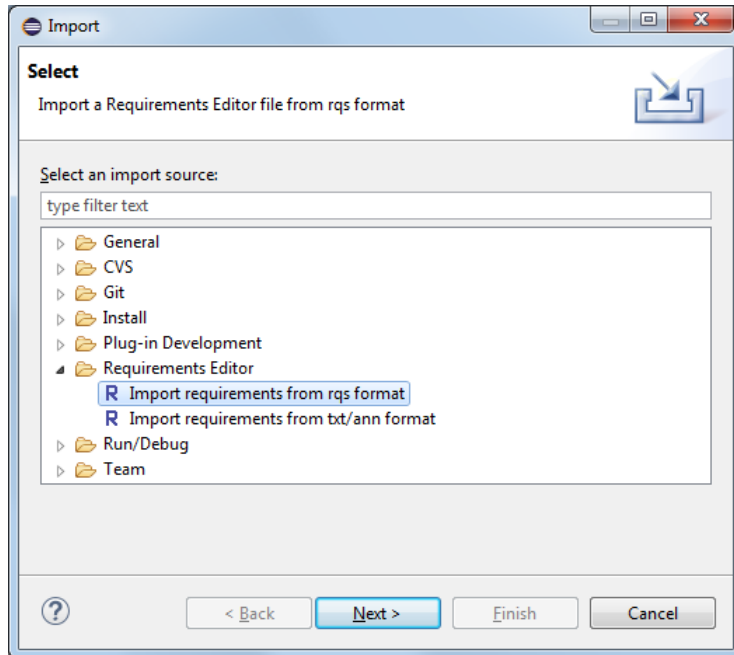 Import
Select
Import a Requirements Editor file from rqs format
Select an import source:
type filter text
General
CVS
Git
Install
Plug-in Development
Requirements Editor
R Import requirements from rqs format
R Import requirements from txt/ann format
Run/Debug
Team
? < Back Next > Finish Cancel